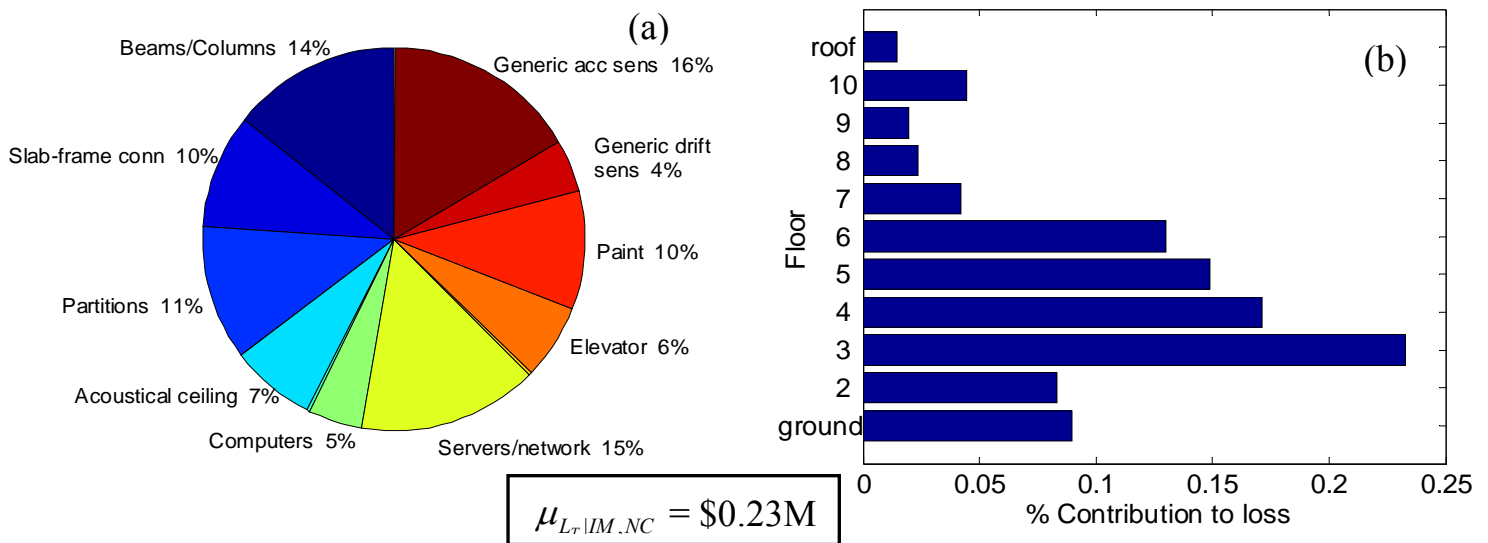 (a)
Beams/Columns 14%
Generic acc sens 16%
Generic drift
sens 4%
Slab-frame conn 10%
Paint 10%
Partitions 11%
Elevator 6%
Acoustical ceiling 7%
Computers 5%
Servers/network 15%
μ_{L_T|IM,NC} = $0.23M
(b)
Floor
roof
10
9
8
7
6
5
4
3
2
ground
0 0.05 0.1 0.15 0.2 0.25
% Contribution to loss